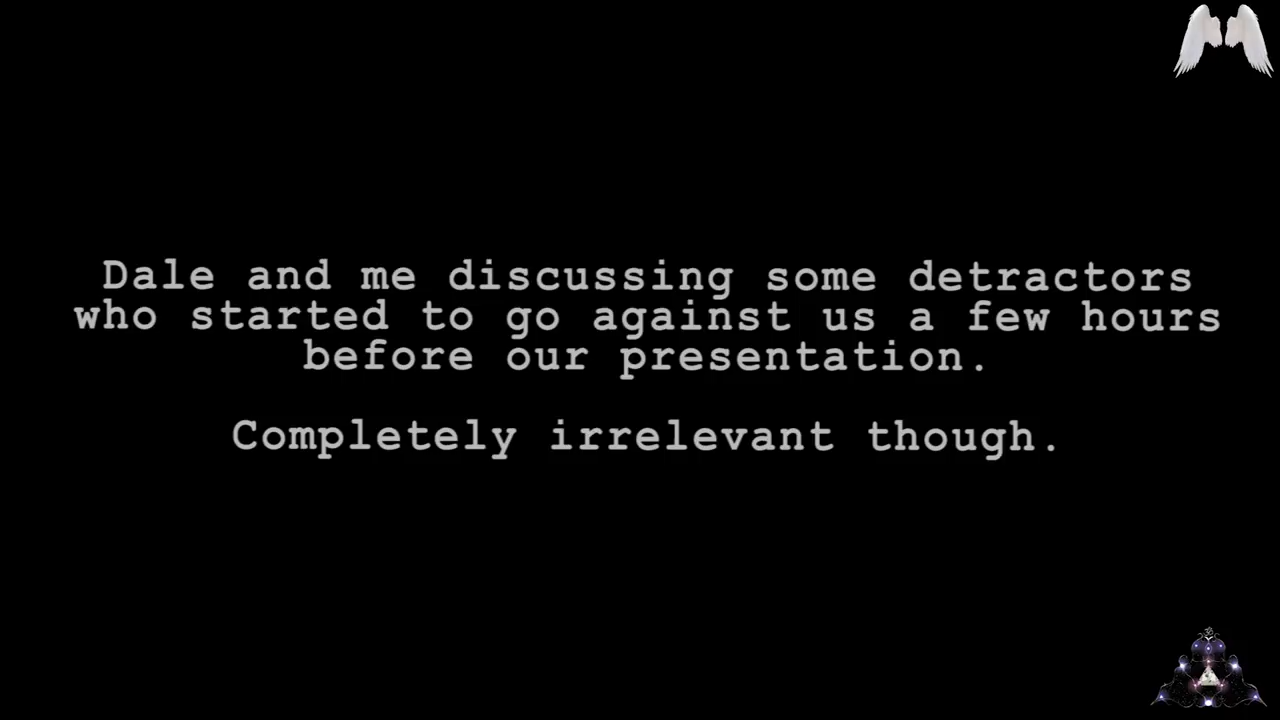 Dale and me discussing some detractors
who started to go against us a few hours
before our presentation.
Completely irrelevant though.